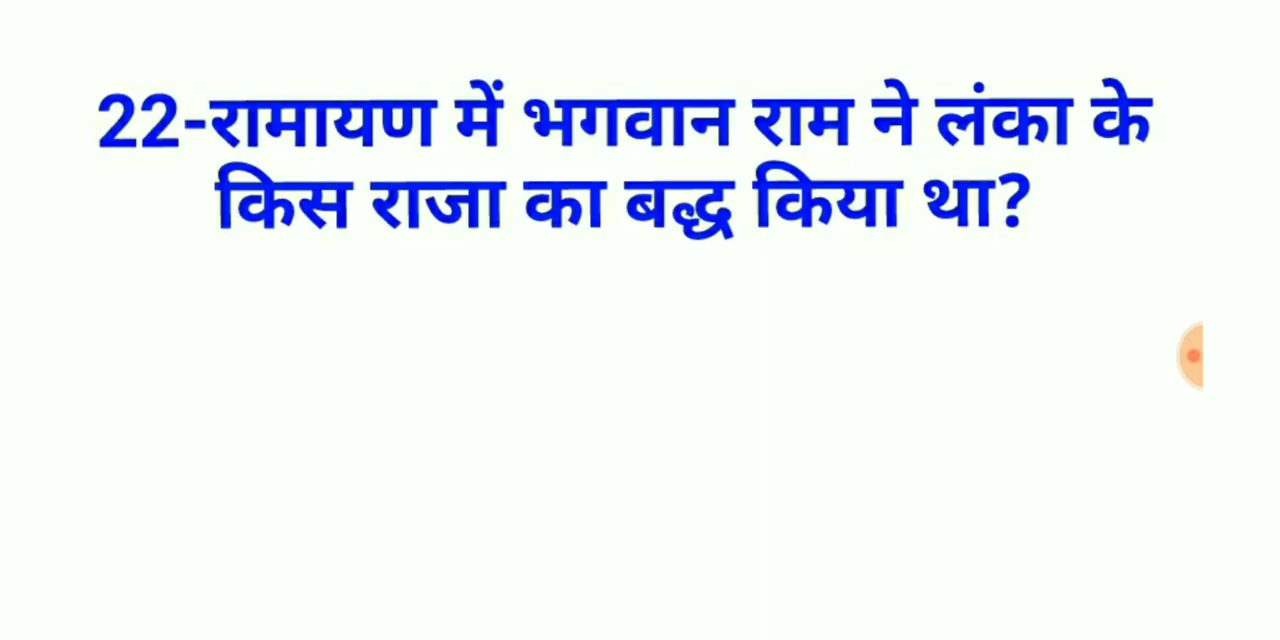 22-रामायण में भगवान राम ने लंका के
किस राजा का बद्ध किया था?